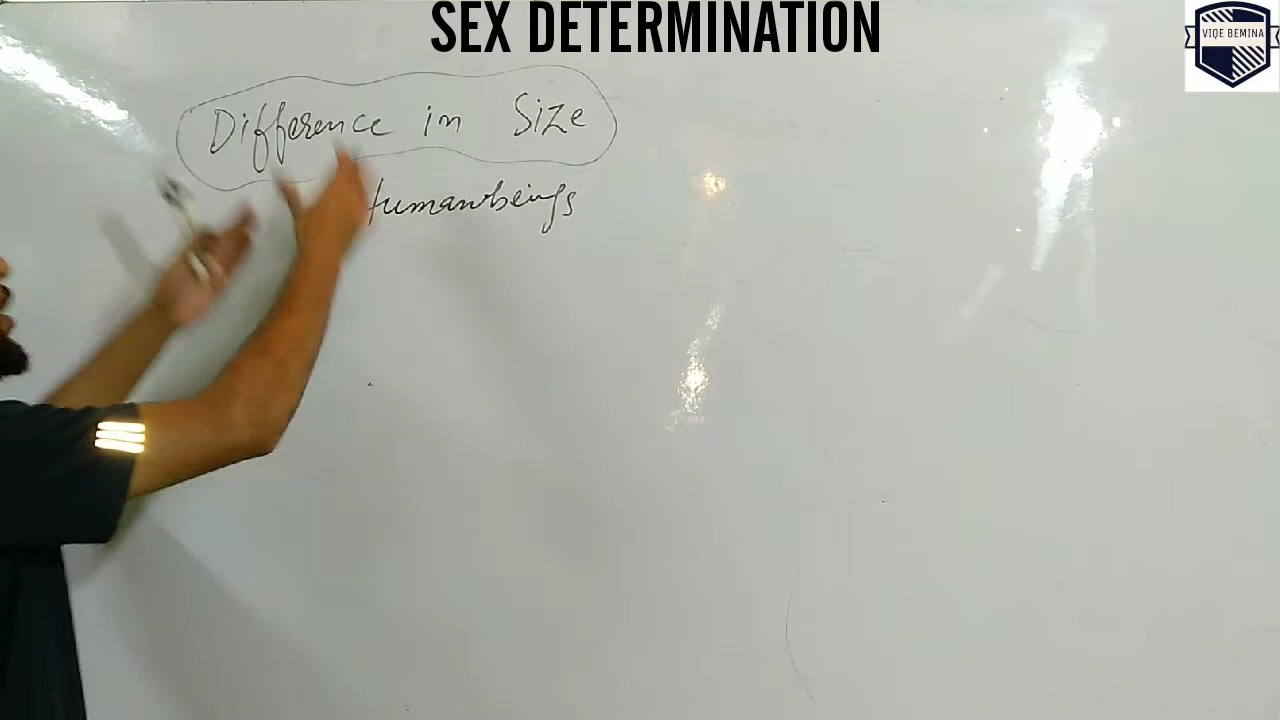 SEX DETERMINATION
VIQE BEMINA
Difference in Size
Humanbeings